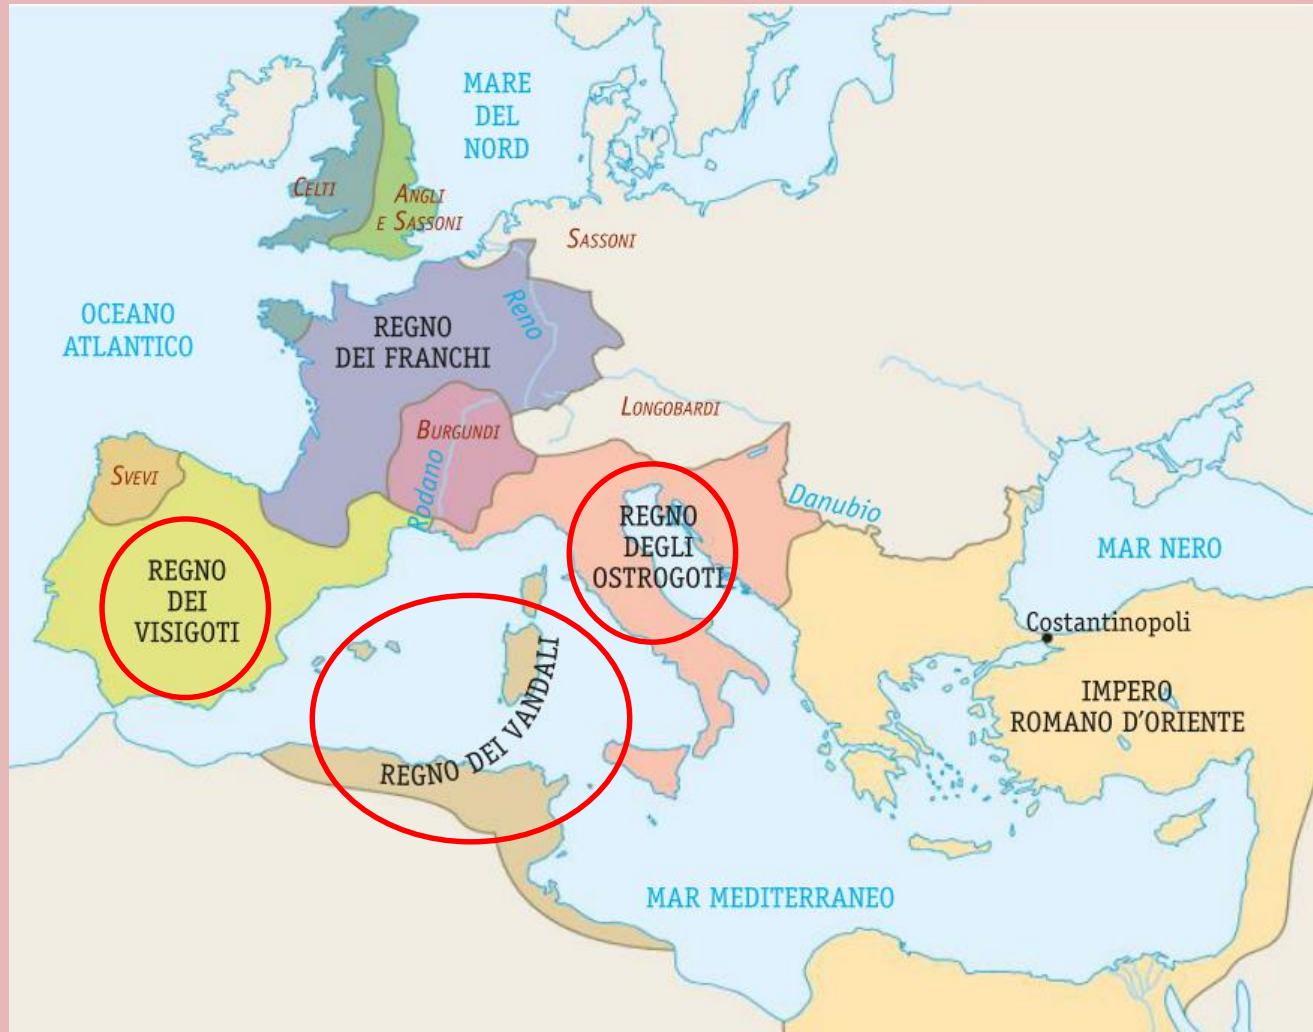 MARE
DEL
NORD
CELTI
ANGLI
E SASSONI
SASSONI
OCEANO
ATLANTICO
REGNO
DEI FRANCHI
Reno
LONGOBARDI
BURGUNDI
SVEVI
Rodano
Danubio
REGNO
DEGLI
OSTROGOTI
MAR NERO
REGNO
DEI
VISIGOTI
Costantinopoli
REGNO DEI VANDALI
IMPERO
ROMANO D'ORIENTE
MAR MEDITERRANEO